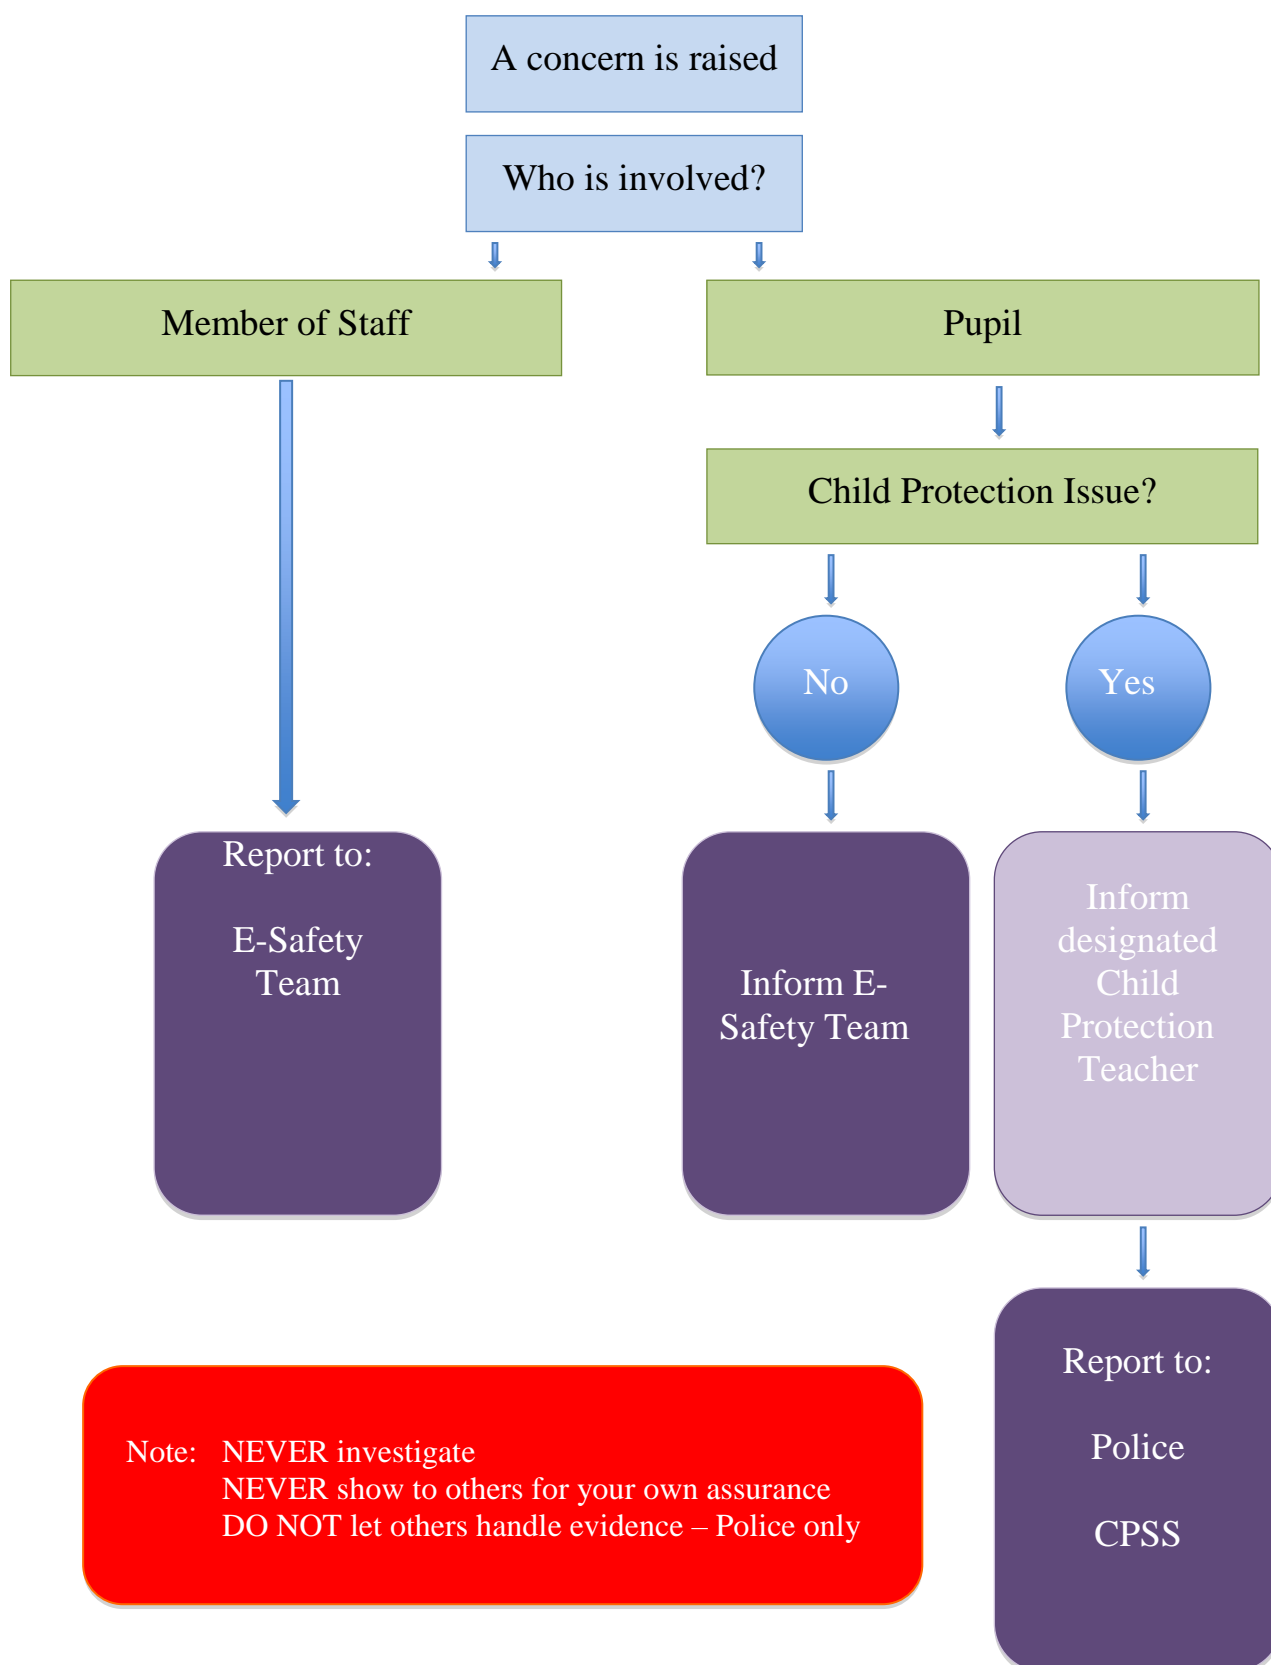 A concern is raised
Who is involved?
Member of Staff
Pupil
Child Protection Issue?
No
Yes
Report to:
E-Safety
Team
Inform E-
Safety Team
Inform
designated
Child
Protection
Teacher
Report to:
Police
CPSS
Note: NEVER investigate
NEVER show to others for your own assurance
DO NOT let others handle evidence – Police only